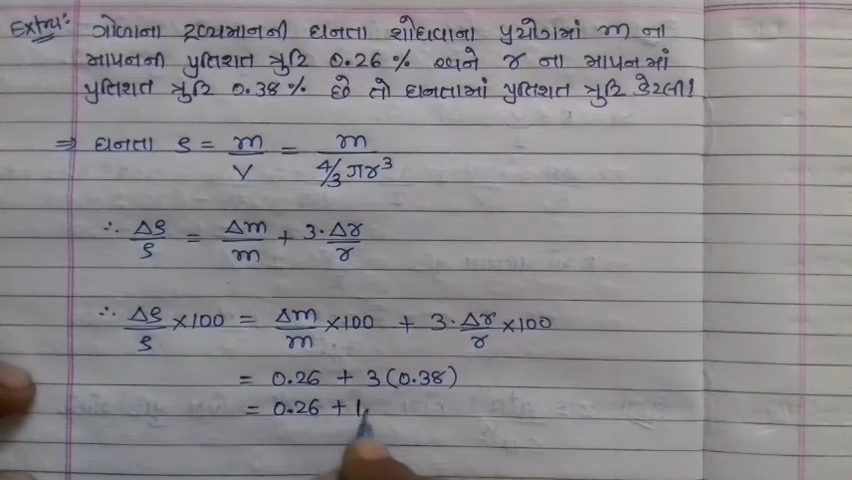 Extra: ગોળાના દ્રવ્યમાનની ઘનતા શોધવાના પ્રયોગમાં m ના
માપનની પ્રતિશત ત્રુટિ 0.26 % અને r ના માપનમાં
પ્રતિશત ત્રુટિ 0.38 % છે તો ઘનતામાં પ્રતિશત ત્રુટિ કેટલી?
⇒ ઘનતા ρ = m/V = m/(4/3 πr³)
∴ Δρ/ρ = Δm/m + 3·Δr/r
∴ Δρ/ρ ×100 = Δm/m ×100 + 3·Δr/r ×100
= 0.26 + 3(0.38)
= 0.26 + 1